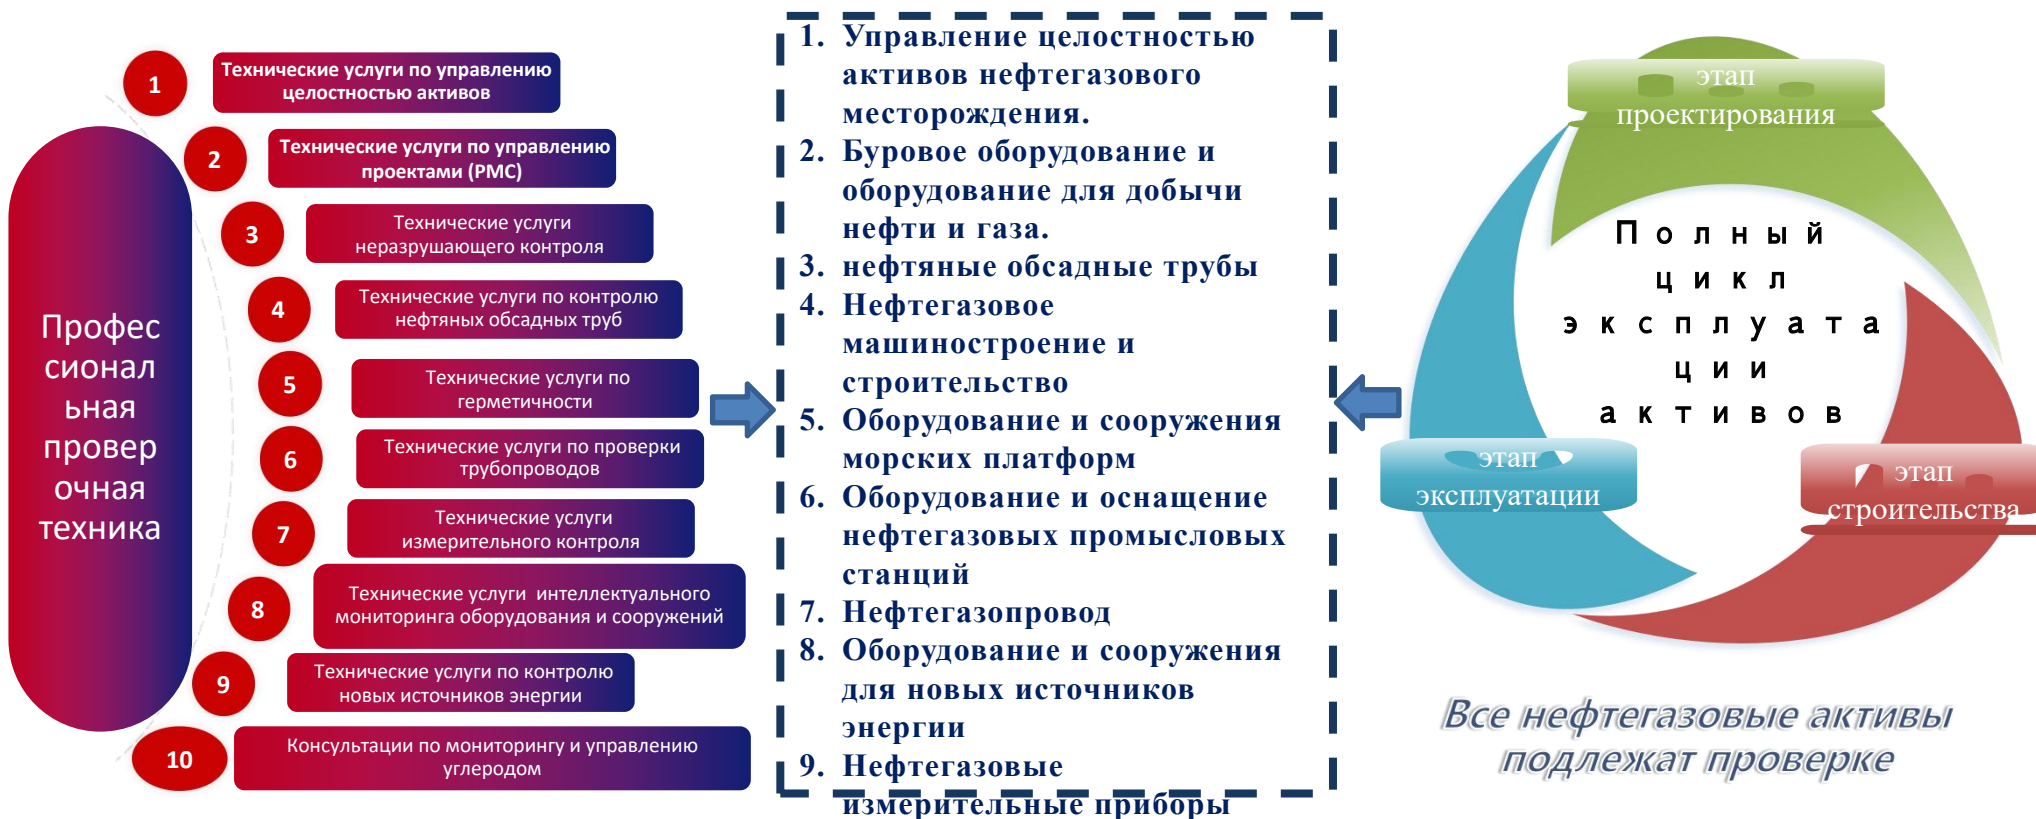 Профес
сионал
ьная
провер
очная
техника
1
Технические услуги по управлению
целостностью активов
2
Технические услуги по управлению
проектами (PMC)
3
Технические услуги
неразрушающего контроля
4
Технические услуги по контролю
нефтяных обсадных труб
5
Технические услуги по
герметичности
6
Технические услуги по проверки
трубопроводов
7
Технические услуги
измерительного контроля
8
Технические услуги интеллектуального
мониторинга оборудования и сооружений
9
Технические услуги по контролю
новых источников энергии
10
Консультации по мониторингу и управлению
углеродом
1. Управление целостностью
активов нефтегазового
месторождения.
2. Буровое оборудование и
оборудование для добычи
нефти и газа.
3. нефтяные обсадные трубы
4. Нефтегазовое
машиностроение и
строительство
5. Оборудование и сооружения
морских платформ
6. Оборудование и оснащение
нефтегазовых промысловых
станций
7. Нефтегазопровод
8. Оборудование и сооружения
для новых источников
энергии
9. Нефтегазовые
измерительные приборы
этап
проектирования
Полный
цикл
эксплуата
ции
активов
этап
эксплуатации
этап
строительства
Все нефтегазовые активы
подлежат проверке